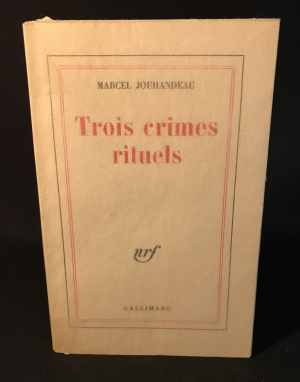 MARCEL JOUHANDEAU
Trois crimes
rituels
nrf
GALLIMARD